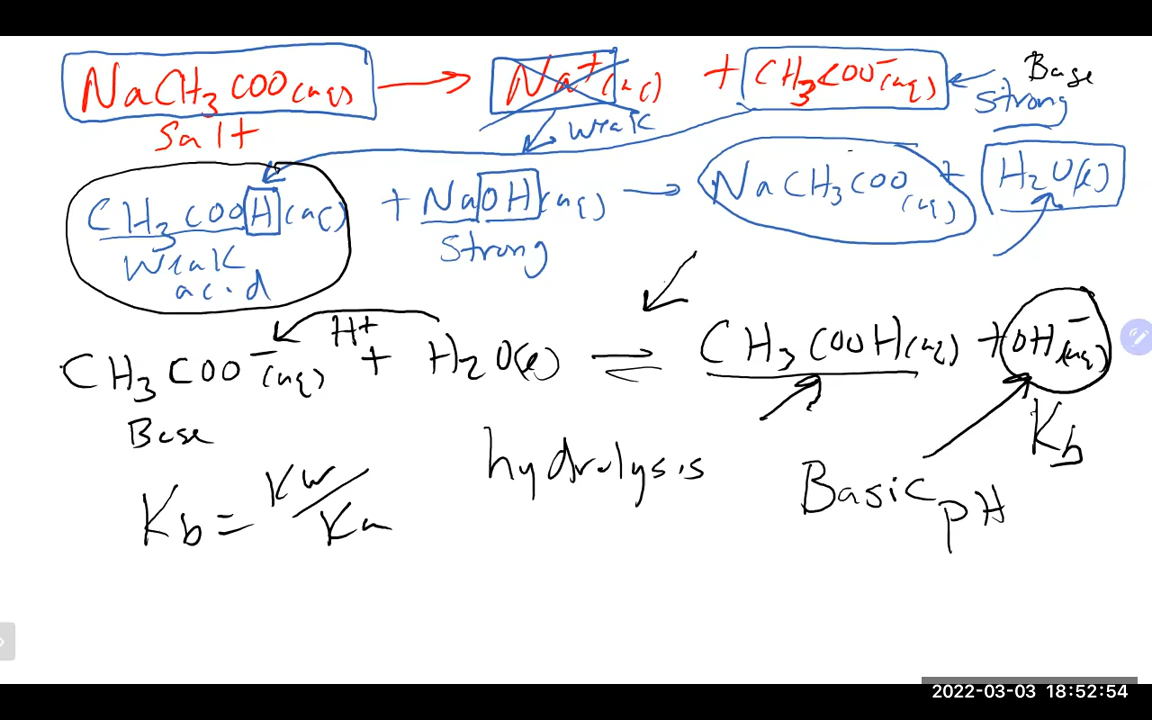 NaCH₃COO(aq) → Na⁺(aq) + CH₃COO⁻(aq) ← Base
Salt weak Strong
CH₃COOH(aq) + NaOH(aq) → NaCH₃COO(aq) + H₂O(l)
Weak acid Strong
H⁺
CH₃COO⁻(aq) + H₂O(l) ⇌ CH₃COOH(aq) + OH⁻(aq)
Base hydrolysis Kb
Kb = Kw/Ka Basic pH
2022-03-03 18:52:54